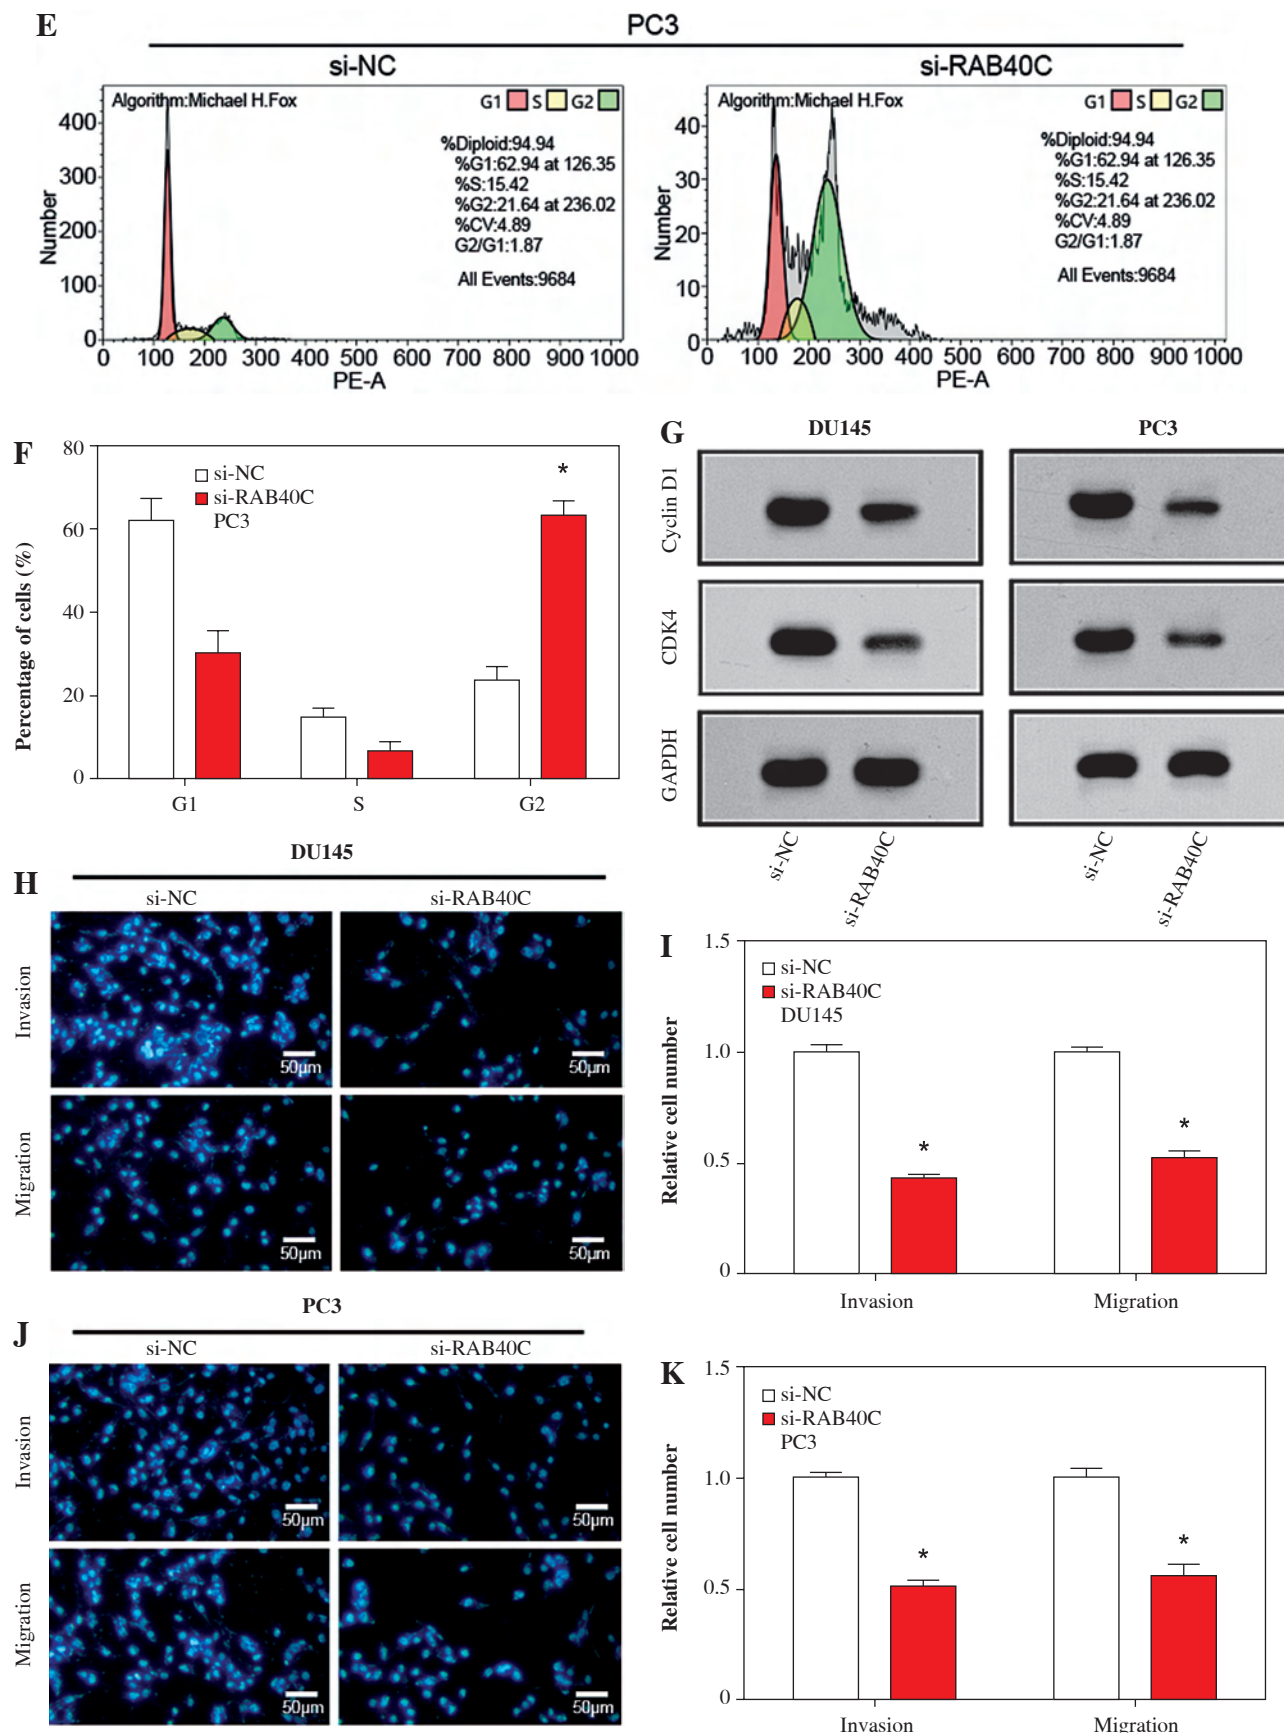 E
PC3
si-NC
si-RAB40C
Algorithm:Michael H.Fox
G1 S G2
%Diploid:94.94
%G1:62.94 at 126.35
%S:15.42
%G2:21.64 at 236.02
%CV:4.89
G2/G1:1.87
All Events:9684
Number
400
300
200
100
0
0 100 200 300 400 500 600 700 800 900 1000
PE-A
Algorithm:Michael H.Fox
G1 S G2
%Diploid:94.94
%G1:62.94 at 126.35
%S:15.42
%G2:21.64 at 236.02
%CV:4.89
G2/G1:1.87
All Events:9684
Number
40
30
20
10
0
0 100 200 300 400 500 600 700 800 900 1000
PE-A
F
Percentage of cells (%)
80
60
40
20
0
si-NC
si-RAB40C
PC3
*
G1 S G2
G
DU145
PC3
Cyclin D1
CDK4
GAPDH
si-NC
si-RAB40C
si-NC
si-RAB40C
H
DU145
si-NC
si-RAB40C
Invasion
50µm
50µm
Migration
50µm
50µm
I
Relative cell number
1.5
1.0
0.5
0
si-NC
si-RAB40C
DU145
*
*
Invasion
Migration
J
PC3
si-NC
si-RAB40C
Invasion
50µm
50µm
Migration
50µm
50µm
K
Relative cell number
1.5
1.0
0.5
0
si-NC
si-RAB40C
PC3
*
*
Invasion
Migration